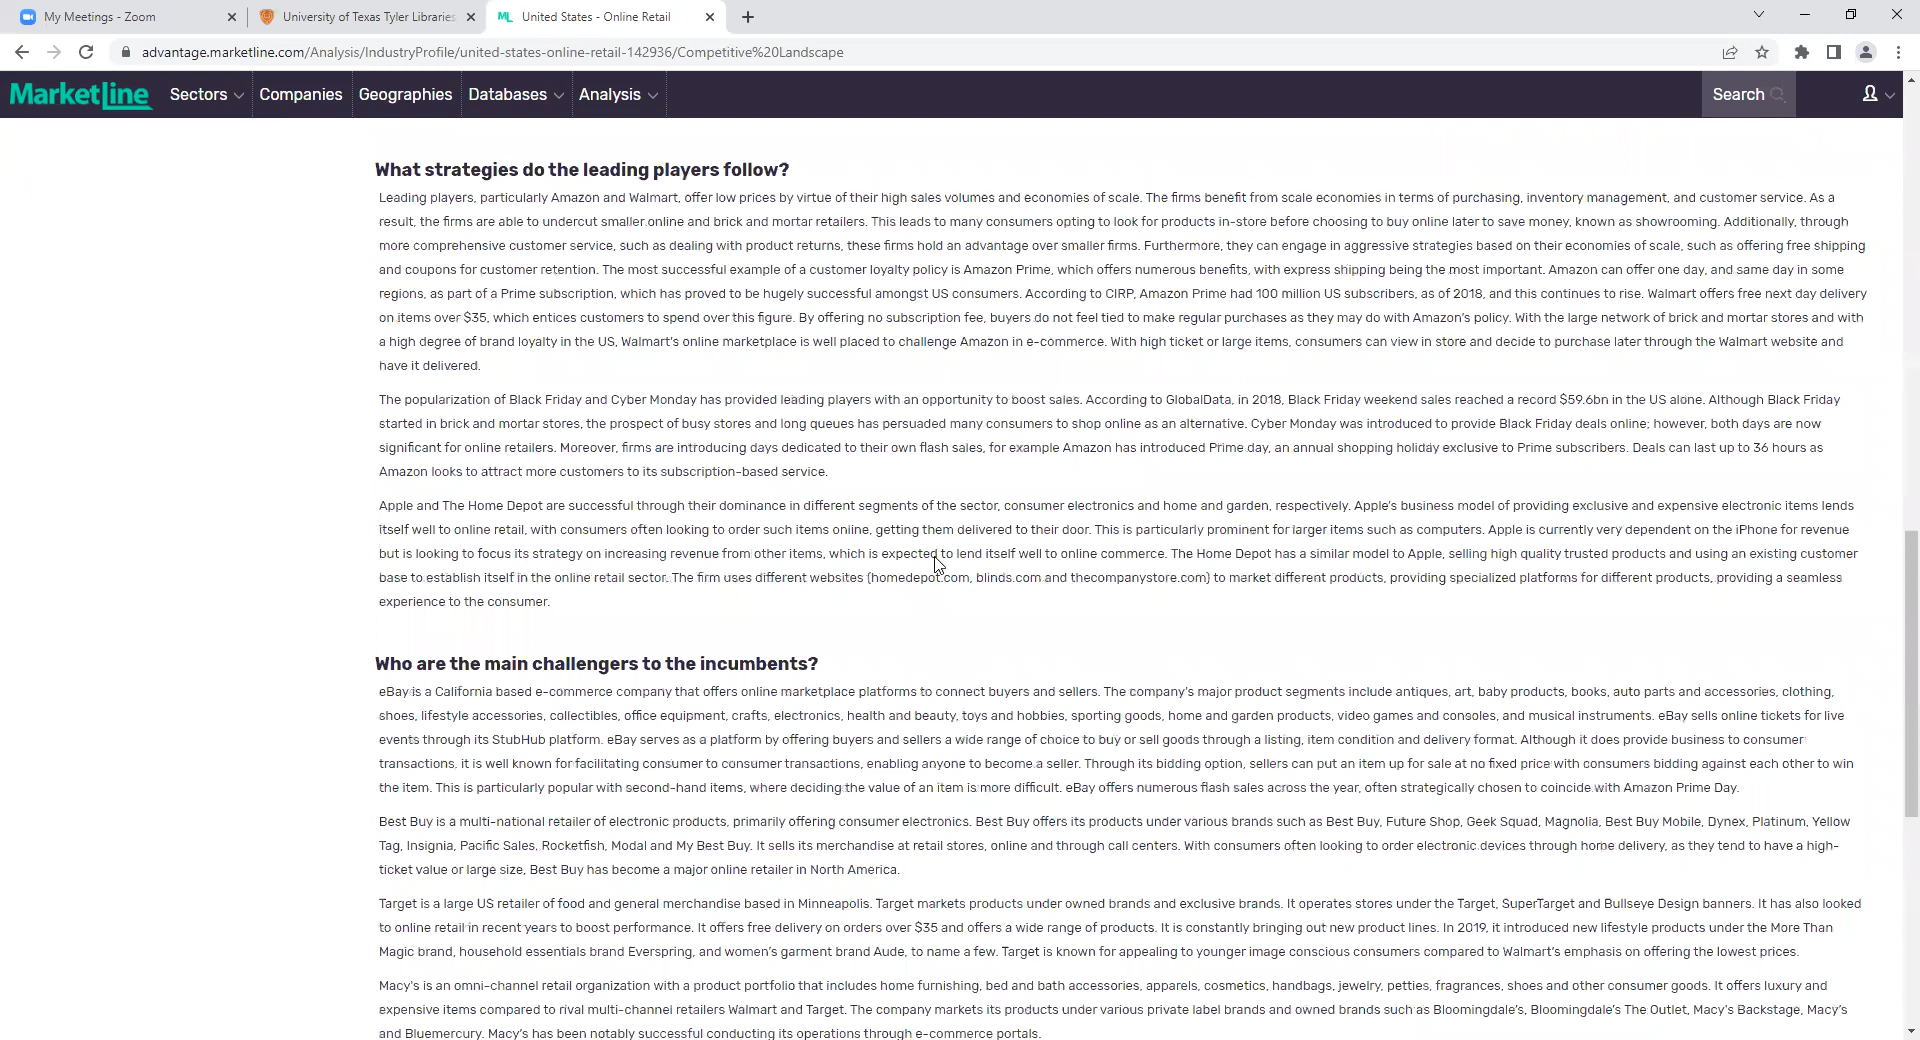 My Meetings - Zoom
University of Texas Tyler Libraries
United States - Online Retail
advantage.marketline.com/Analysis/IndustryProfile/united-states-online-retail-142936/Competitive%20Landscape
MarketLine Sectors Companies Geographies Databases Analysis Search
What strategies do the leading players follow?
Leading players, particularly Amazon and Walmart, offer low prices by virtue of their high sales volumes and economies of scale. The firms benefit from scale economies in terms of purchasing, inventory management, and customer service. As a
result, the firms are able to undercut smaller online and brick and mortar retailers. This leads to many consumers opting to look for products in-store before choosing to buy online later to save money, known as showrooming. Additionally, through
more comprehensive customer service, such as dealing with product returns, these firms hold an advantage over smaller firms. Furthermore, they can engage in aggressive strategies based on their economies of scale, such as offering free shipping
and coupons for customer retention. The most successful example of a customer loyalty policy is Amazon Prime, which offers numerous benefits, with express shipping being the most important. Amazon can offer one day, and same day in some
regions, as part of a Prime subscription, which has proved to be hugely successful amongst US consumers. According to CIRP, Amazon Prime had 100 million US subscribers, as of 2018, and this continues to rise. Walmart offers free next day delivery
on items over $35, which entices customers to spend over this figure. By offering no subscription fee, buyers do not feel tied to make regular purchases as they may do with Amazon's policy. With the large network of brick and mortar stores and with
a high degree of brand loyalty in the US, Walmart's online marketplace is well placed to challenge Amazon in e-commerce. With high ticket or large items, consumers can view in store and decide to purchase later through the Walmart website and
have it delivered.
The popularization of Black Friday and Cyber Monday has provided leading players with an opportunity to boost sales. According to GlobalData, in 2018, Black Friday weekend sales reached a record $59.6bn in the US alone. Although Black Friday
started in brick and mortar stores, the prospect of busy stores and long queues has persuaded many consumers to shop online as an alternative. Cyber Monday was introduced to provide Black Friday deals online; however, both days are now
significant for online retailers. Moreover, firms are introducing days dedicated to their own flash sales, for example Amazon has introduced Prime day, an annual shopping holiday exclusive to Prime subscribers. Deals can last up to 36 hours as
Amazon looks to attract more customers to its subscription-based service.
Apple and The Home Depot are successful through their dominance in different segments of the sector, consumer electronics and home and garden, respectively. Apple's business model of providing exclusive and expensive electronic items lends
itself well to online retail, with consumers often looking to order such items online, getting them delivered to their door. This is particularly prominent for larger items such as computers. Apple is currently very dependent on the iPhone for revenue
but is looking to focus its strategy on increasing revenue from other items, which is expected to lend itself well to online commerce. The Home Depot has a similar model to Apple, selling high quality trusted products and using an existing customer
base to establish itself in the online retail sector. The firm uses different websites (homedepot.com, blinds.com and thecompanystore.com) to market different products, providing specialized platforms for different products, providing a seamless
experience to the consumer.
Who are the main challengers to the incumbents?
eBay is a California based e-commerce company that offers online marketplace platforms to connect buyers and sellers. The company's major product segments include antiques, art, baby products, books, auto parts and accessories, clothing,
shoes, lifestyle accessories, collectibles, office equipment, crafts, electronics, health and beauty, toys and hobbies, sporting goods, home and garden products, video games and consoles, and musical instruments. eBay sells online tickets for live
events through its StubHub platform. eBay serves as a platform by offering buyers and sellers a wide range of choice to buy or sell goods through a listing, item condition and delivery format. Although it does provide business to consumer
transactions, it is well known for facilitating consumer to consumer transactions, enabling anyone to become a seller. Through its bidding option, sellers can put an item up for sale at no fixed price with consumers bidding against each other to win
the item. This is particularly popular with second-hand items, where deciding the value of an item is more difficult. eBay offers numerous flash sales across the year, often strategically chosen to coincide with Amazon Prime Day.
Best Buy is a multi-national retailer of electronic products, primarily offering consumer electronics. Best Buy offers its products under various brands such as Best Buy, Future Shop, Geek Squad, Magnolia, Best Buy Mobile, Dynex, Platinum, Yellow
Tag, Insignia, Pacific Sales, Rocketfish, Modal and My Best Buy. It sells its merchandise at retail stores, online and through call centers. With consumers often looking to order electronic devices through home delivery, as they tend to have a high-
ticket value or large size, Best Buy has become a major online retailer in North America.
Target is a large US retailer of food and general merchandise based in Minneapolis. Target markets products under owned brands and exclusive brands. It operates stores under the Target, SuperTarget and Bullseye Design banners. It has also looked
to online retail in recent years to boost performance. It offers free delivery on orders over $35 and offers a wide range of products. It is constantly bringing out new product lines. In 2019, it introduced new lifestyle products under the More Than
Magic brand, household essentials brand Everspring, and women's garment brand Aude, to name a few. Target is known for appealing to younger image conscious consumers compared to Walmart's emphasis on offering the lowest prices.
Macy's is an omni-channel retail organization with a product portfolio that includes home furnishing, bed and bath accessories, apparels, cosmetics, handbags, jewelry, petties, fragrances, shoes and other consumer goods. It offers luxury and
expensive items compared to rival multi-channel retailers Walmart and Target. The company markets its products under various private label brands and owned brands such as Bloomingdale's, Bloomingdale's The Outlet, Macy's Backstage, Macy's
and Bluemercury. Macy's has been notably successful conducting its operations through e-commerce portals.